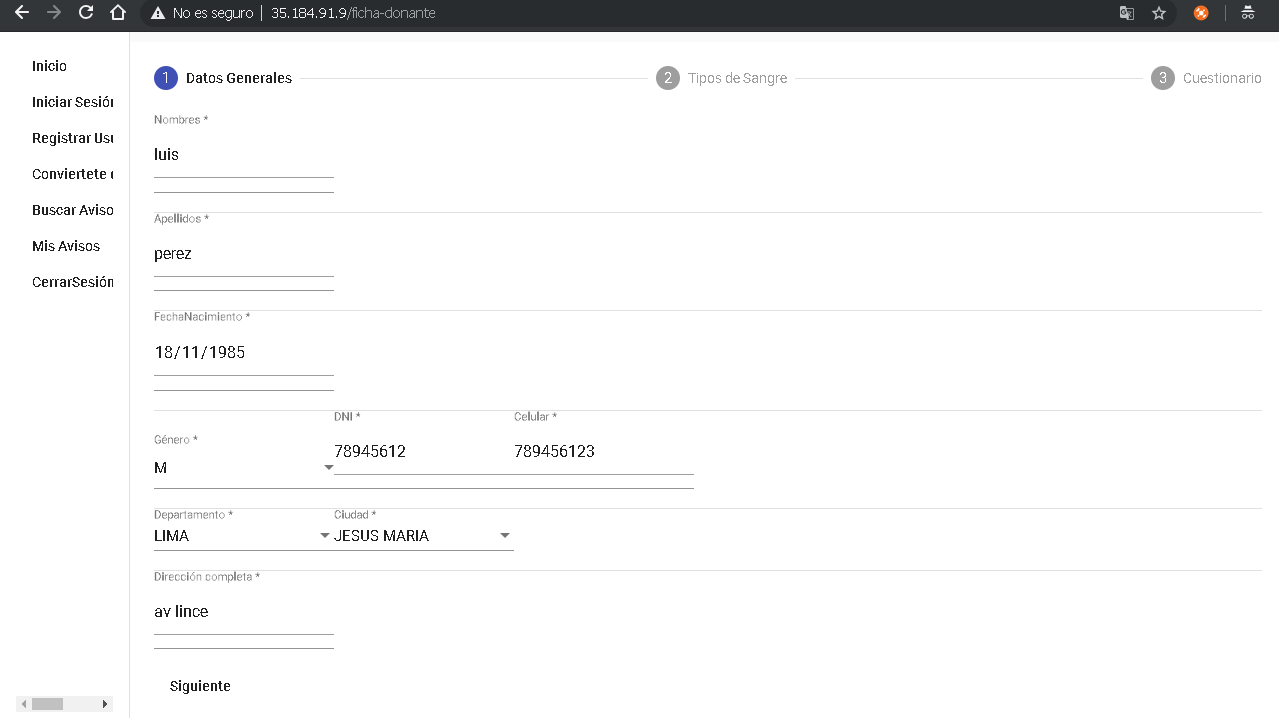 No es seguro | 35.184.91.9/ficha-donante
Inicio
Iniciar Sesión
Registrar Usu
Conviertete
Buscar Aviso
Mis Avisos
CerrarSesión
1 Datos Generales
2 Tipos de Sangre
3 Cuestionario
Nombres *
luis
Apellidos *
perez
FechaNacimiento *
18/11/1985
Género *
M
DNI *
78945612
Celular *
789456123
Departamento *
LIMA
Ciudad *
JESUS MARIA
Dirección completa *
av lince
Siguiente